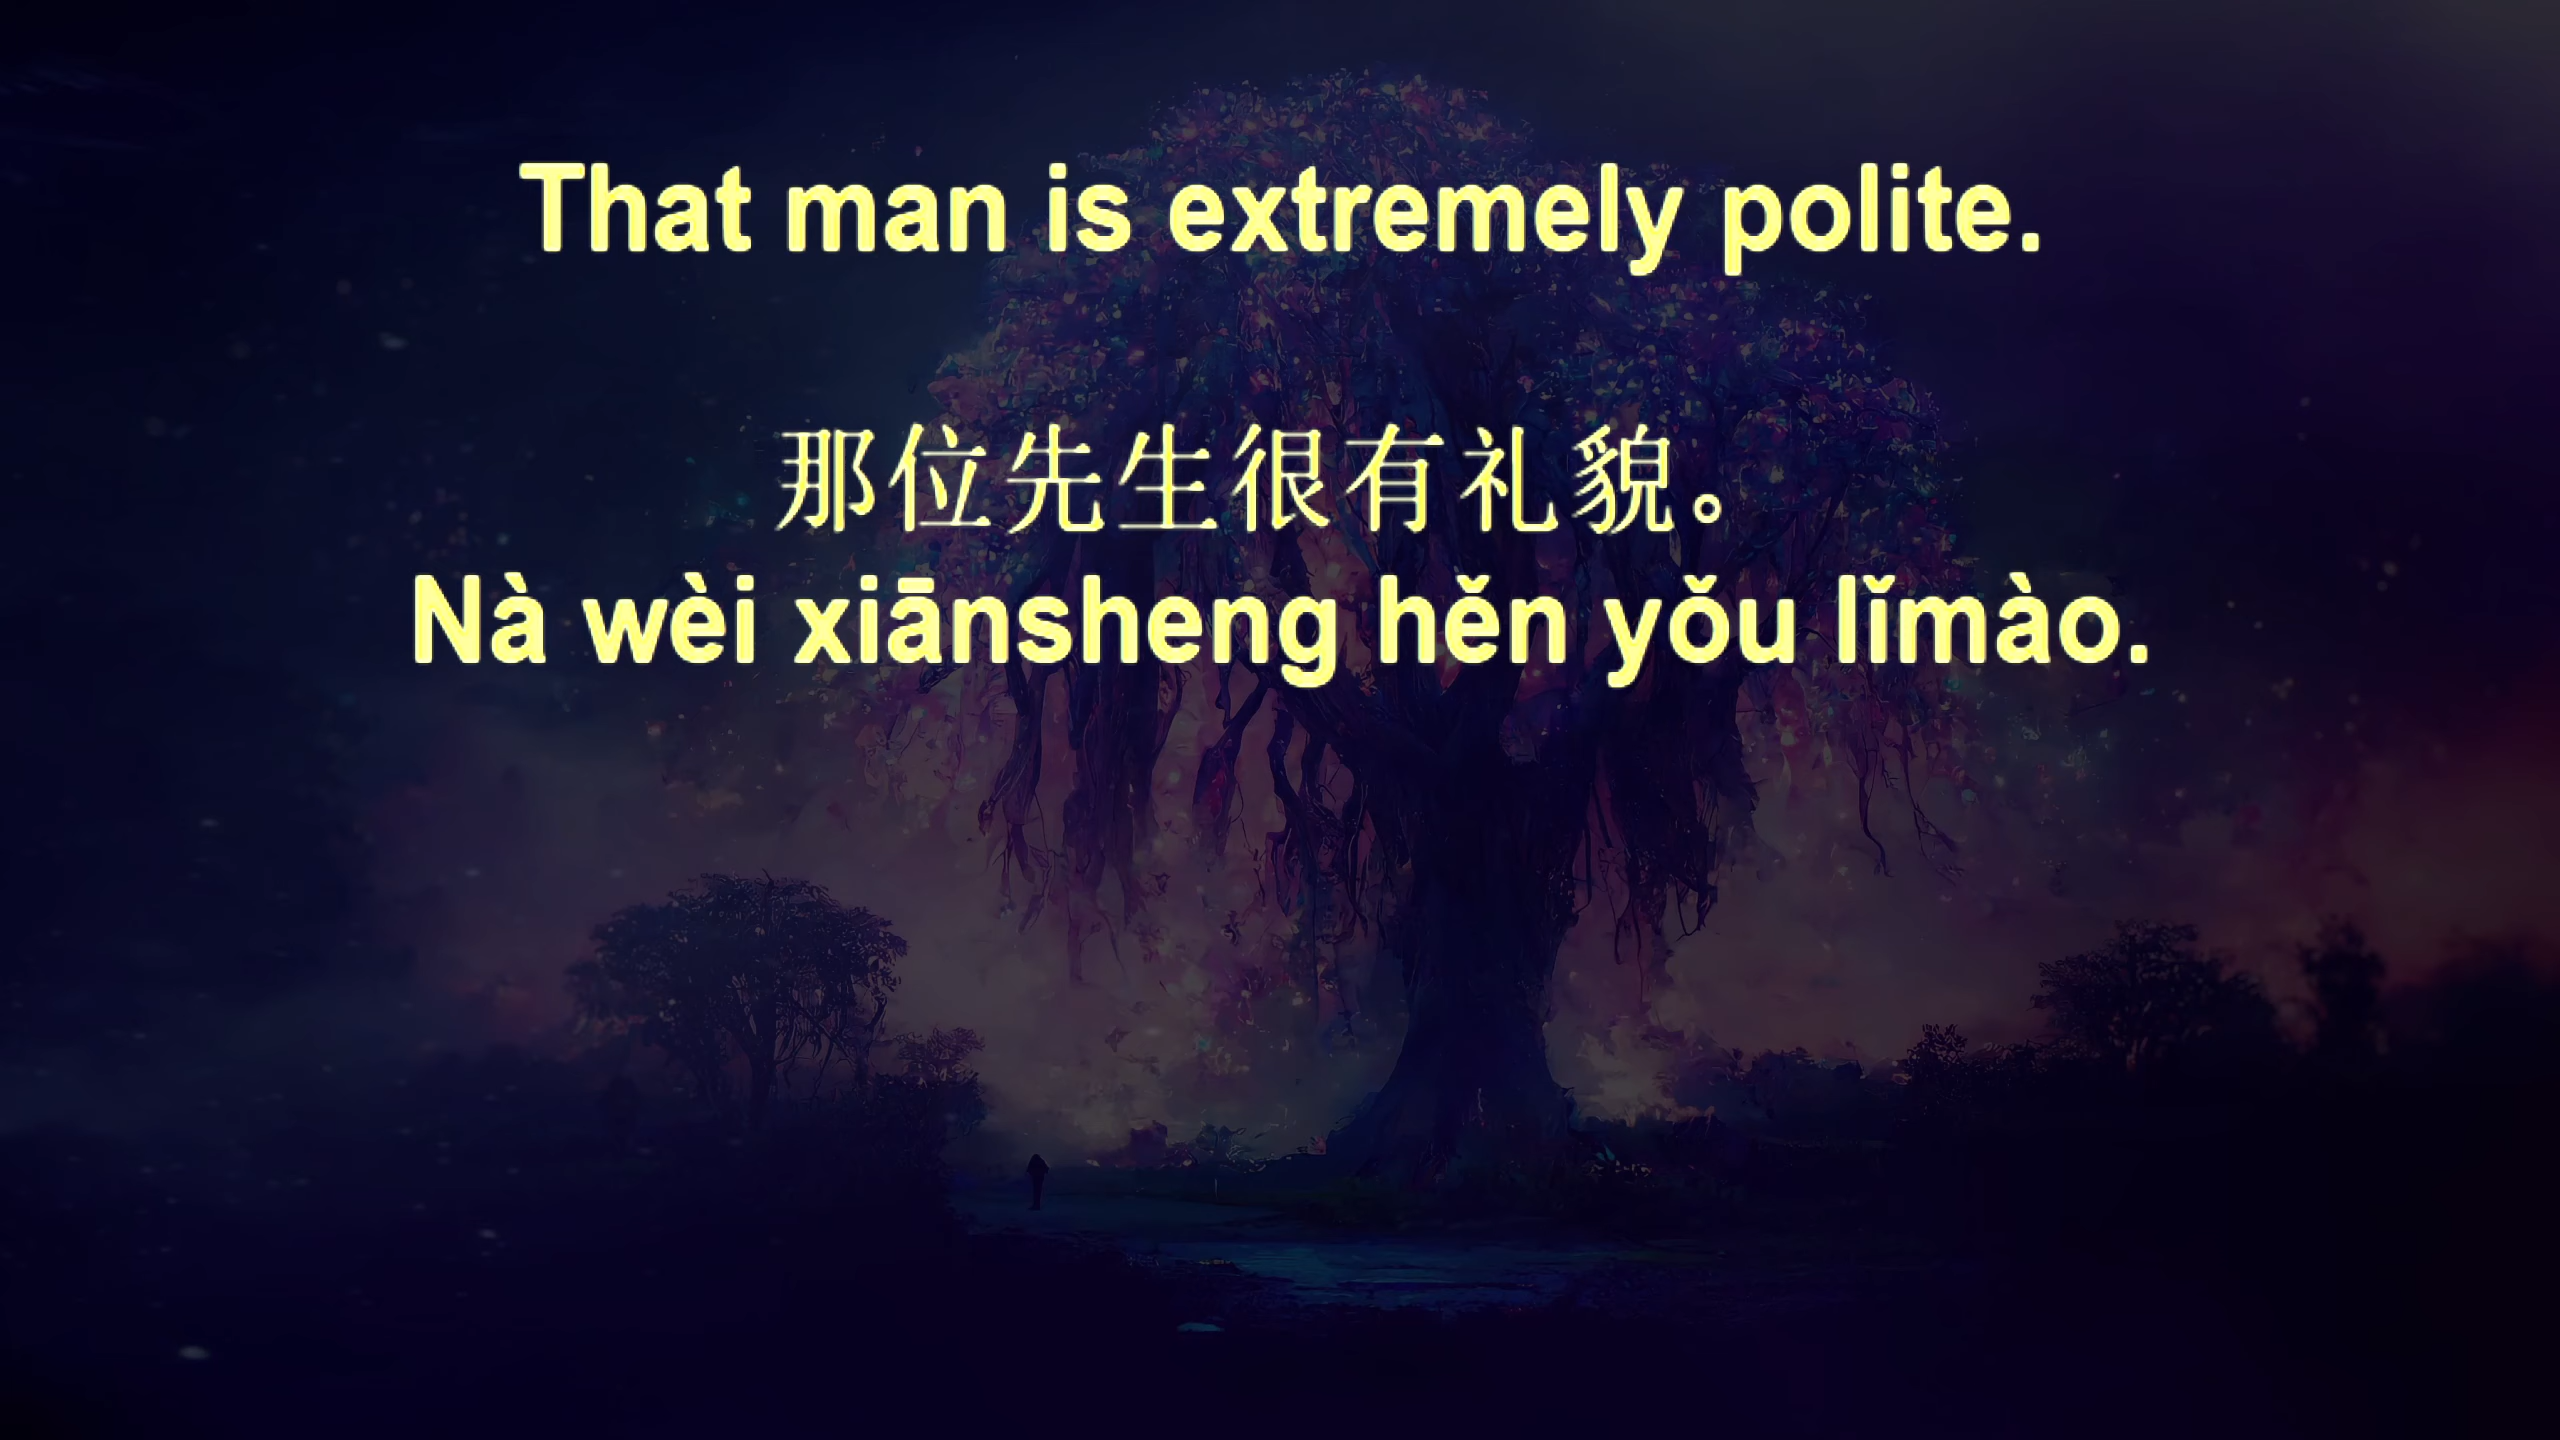 That man is extremely polite.
那位先生很有礼貌。
Nà wèi xiānsheng hěn yǒu lǐmào.